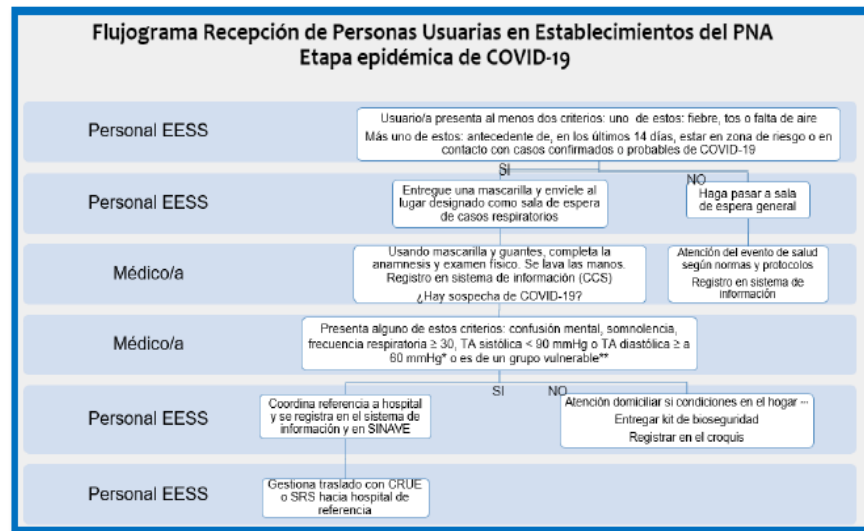 Flujograma Recepción de Personas Usuarias en Establecimientos del PNA
Etapa epidémica de COVID-19
Personal EESS
Usuario/a presenta al menos dos criterios: uno de estos: fiebre, tos o falta de aire
Más uno de estos: antecedente de, en los últimos 14 días, estar en zona de riesgo o en
contacto con casos confirmados o probables de COVID-19
SI
NO
Personal EESS
Entregue una mascarilla y envíele al
lugar designado como sala de espera
de casos respiratorios
Haga pasar a sala
de espera general
Médico/a
Usando mascarilla y guantes, completa la
anamnesis y examen físico. Se lava las manos.
Registro en sistema de información (CCS)
¿Hay sospecha de COVID-19?
Atención del evento de salud
según normas y protocolos
Registro en sistema de
información
Médico/a
Presenta alguno de estos criterios: confusión mental, somnolencia,
frecuencia respiratoria ≥ 30, TA sistólica < 90 mmHg o TA diastólica ≥ a
60 mmHg* o es de un grupo vulnerable**
SI
NO
Personal EESS
Coordina referencia a hospital
y se registra en el sistema de
información y en SINAVE
Atención domiciliar si condiciones en el hogar ···
Entregar kit de bioseguridad
Registrar en el croquis
Personal EESS
Gestiona traslado con CRUE
o SRS hacia hospital de
referencia